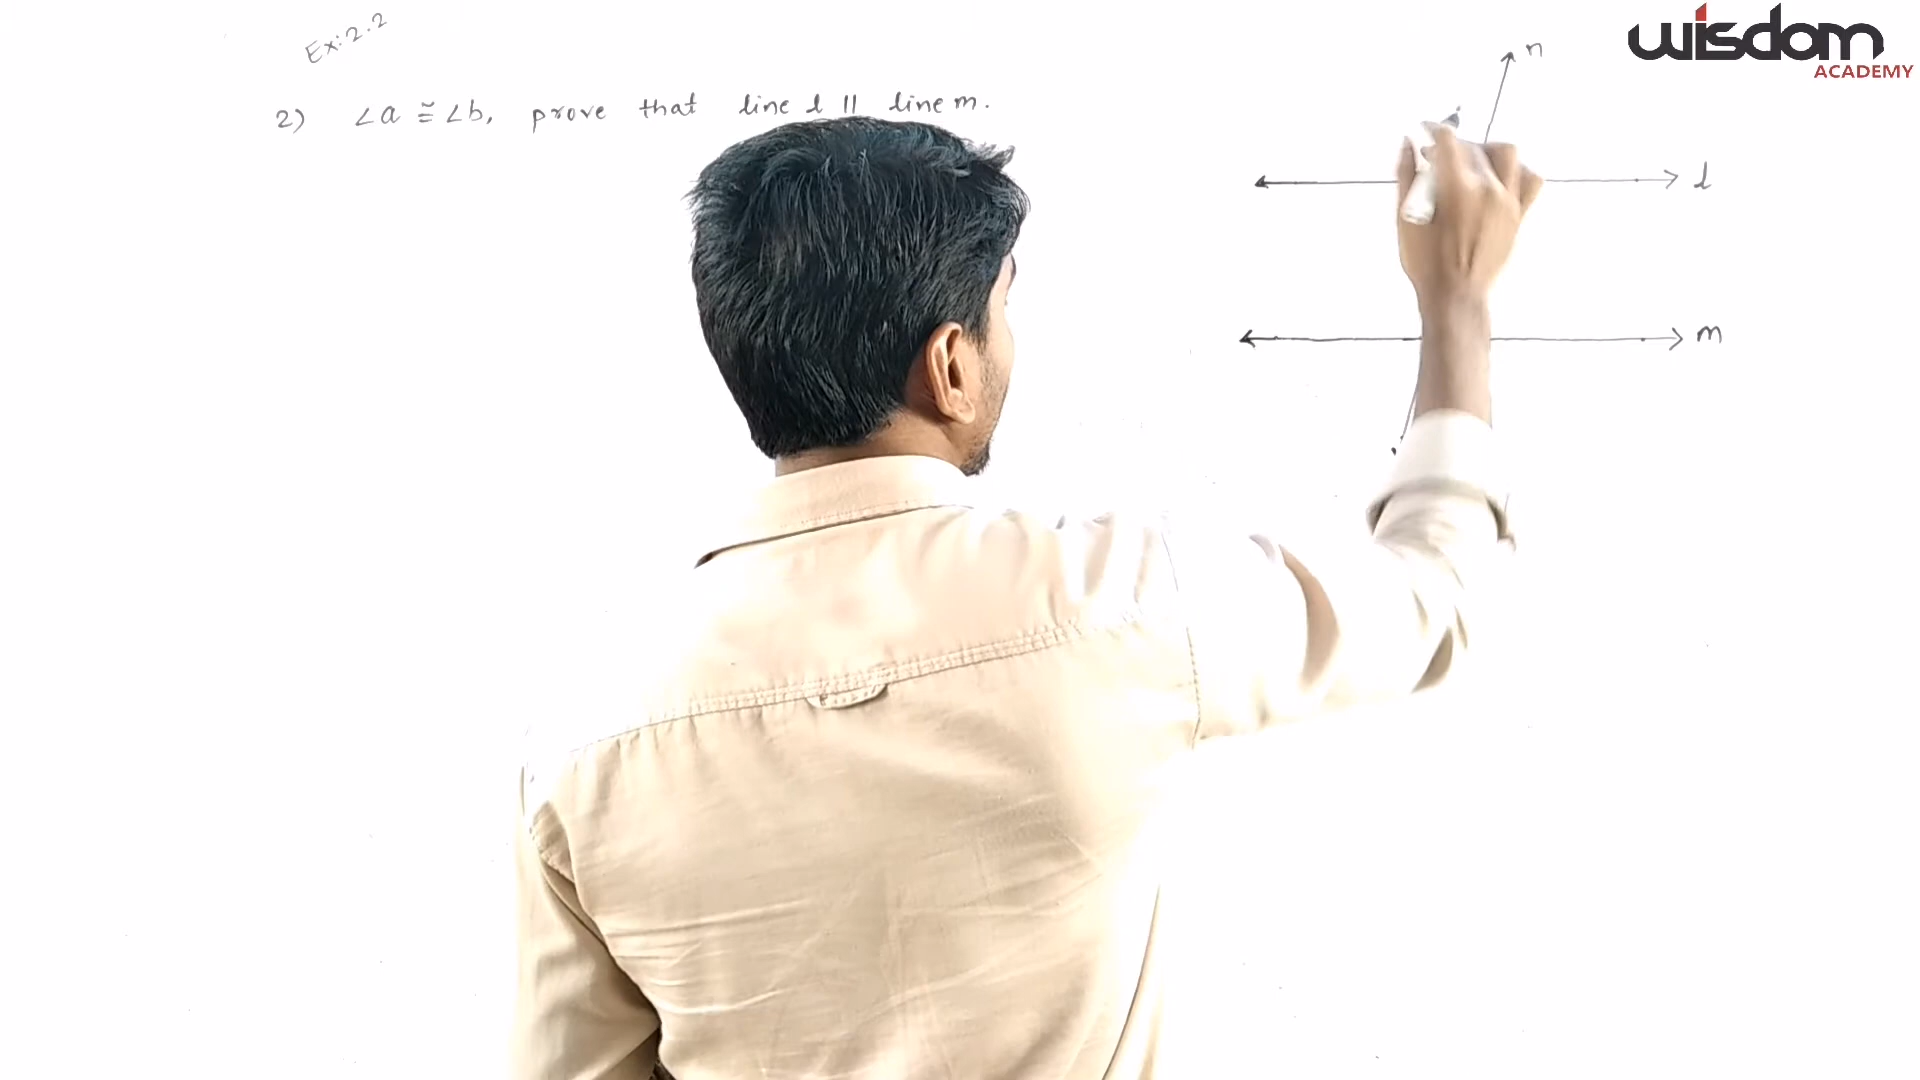 Ex:2.2
wisdom
ACADEMY
n
2) ∠a ≅ ∠b, prove that line l || line m.
l
m